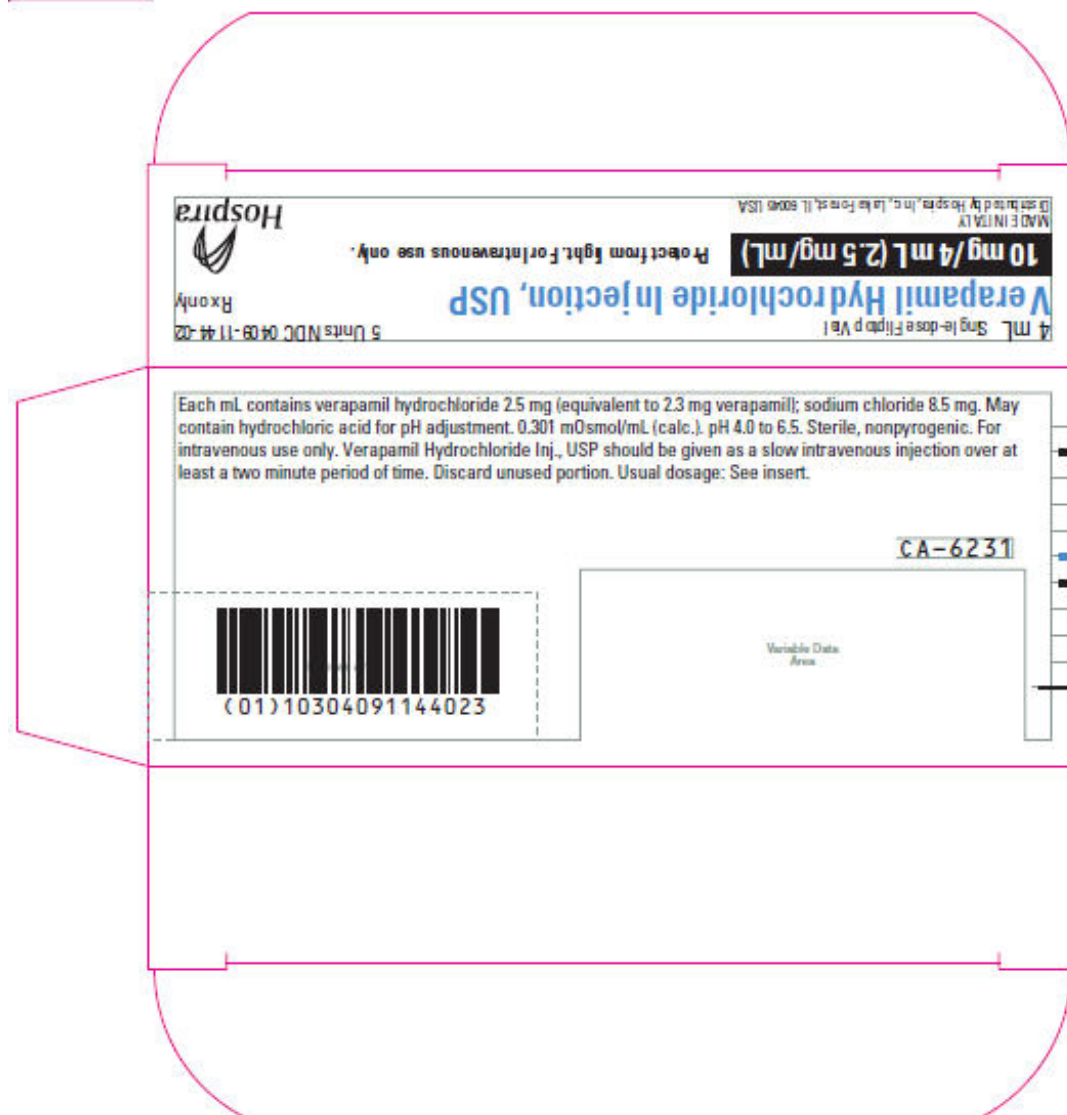 4 mL Single-dose Fliptop Vial
5 Units NDC 0409-1144-02
Verapamil Hydrochloride Injection, USP
Rx only
10 mg/4 mL (2.5 mg/mL)
Protect from light. For intravenous use only.
MADE IN ITALY
Distributed by Hospira, Inc., Lake Forest, IL 60045 USA
Hospira
Each mL contains verapamil hydrochloride 2.5 mg (equivalent to 2.3 mg verapamil); sodium chloride 8.5 mg. May
contain hydrochloric acid for pH adjustment. 0.301 mOsmol/mL (calc.). pH 4.0 to 6.5. Sterile, nonpyrogenic. For
intravenous use only. Verapamil Hydrochloride Inj., USP should be given as a slow intravenous injection over at
least a two minute period of time. Discard unused portion. Usual dosage: See insert.
CA-6231
Variable Data
Area
(01)10304091144023